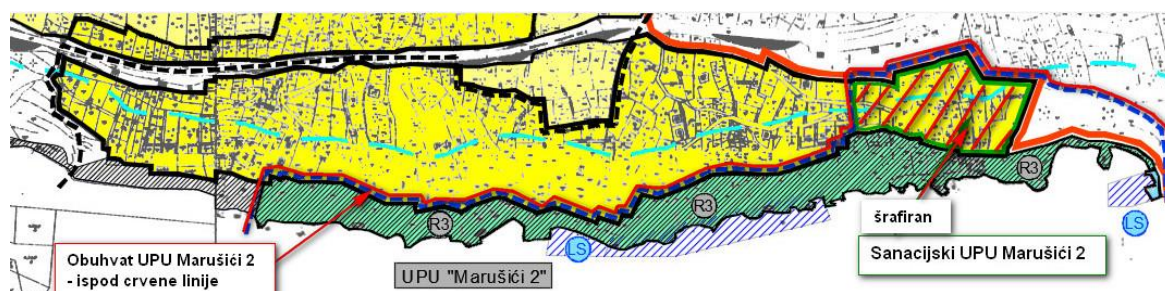 R3
R3
R3
LS
LS
šrafiran
Sanacijski UPU Marušići 2
Obuhvat UPU Marušići 2
- ispod crvene linije
UPU "Marušići 2"